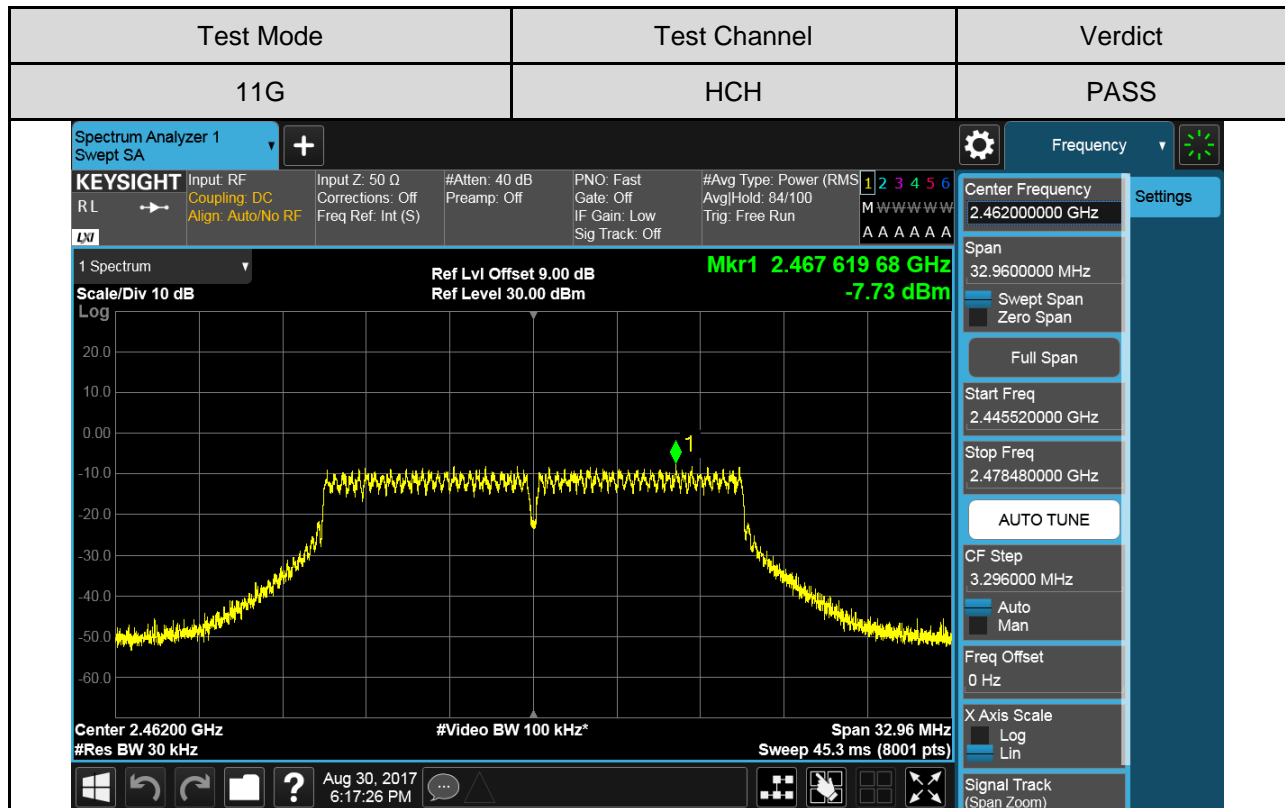 Test Mode Test Channel Verdict
11G HCH PASS
Spectrum Analyzer 1
Swept SA
Frequency
KEYSIGHT Input: RF Input Z: 50 Ω #Atten: 40 dB PNO: Fast #Avg Type: Power (RMS 1 2 3 4 5 6
R L Coupling: DC Corrections: Off Preamp: Off Gate: Off Avg|Hold: 84/100 M W W W W W
Align: Auto/No RF Freq Ref: Int (S) IF Gain: Low Trig: Free Run
LXI Sig Track: Off A A A A A A
1 Spectrum
Scale/Div 10 dB
Ref Lvl Offset 9.00 dB
Ref Level 30.00 dBm
Mkr1 2.467 619 68 GHz
-7.73 dBm
Log
20.0
10.0
0.00
-10.0
-20.0
-30.0
-40.0
-50.0
-60.0
1
Center 2.46200 GHz #Video BW 100 kHz* Span 32.96 MHz
#Res BW 30 kHz Sweep 45.3 ms (8001 pts)
Center Frequency
2.462000000 GHz
Settings
Span
32.9600000 MHz
Swept Span
Zero Span
Full Span
Start Freq
2.445520000 GHz
Stop Freq
2.478480000 GHz
AUTO TUNE
CF Step
3.296000 MHz
Auto
Man
Freq Offset
0 Hz
X Axis Scale
Log
Lin
Signal Track
(Span Zoom)
?
Aug 30, 2017
6:17:26 PM